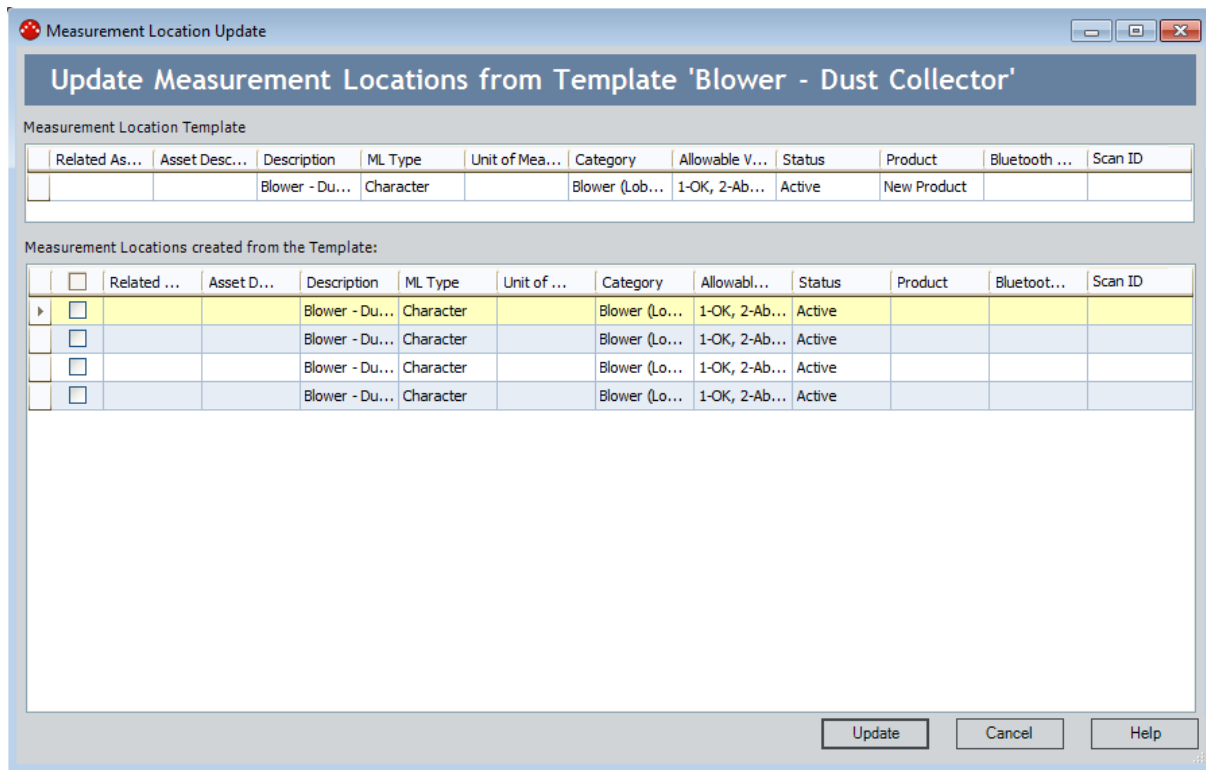 Measurement Location Update
Update Measurement Locations from Template 'Blower - Dust Collector'
Measurement Location Template
Related As... Asset Desc... Description ML Type Unit of Mea... Category Allowable V... Status Product Bluetooth ... Scan ID
Blower - Du... Character Blower (Lob... 1-OK, 2-Ab... Active New Product
Measurement Locations created from the Template:
Related ... Asset D... Description ML Type Unit of ... Category Allowabl... Status Product Bluetoot... Scan ID
Blower - Du... Character Blower (Lo... 1-OK, 2-Ab... Active
Blower - Du... Character Blower (Lo... 1-OK, 2-Ab... Active
Blower - Du... Character Blower (Lo... 1-OK, 2-Ab... Active
Blower - Du... Character Blower (Lo... 1-OK, 2-Ab... Active
Update Cancel Help